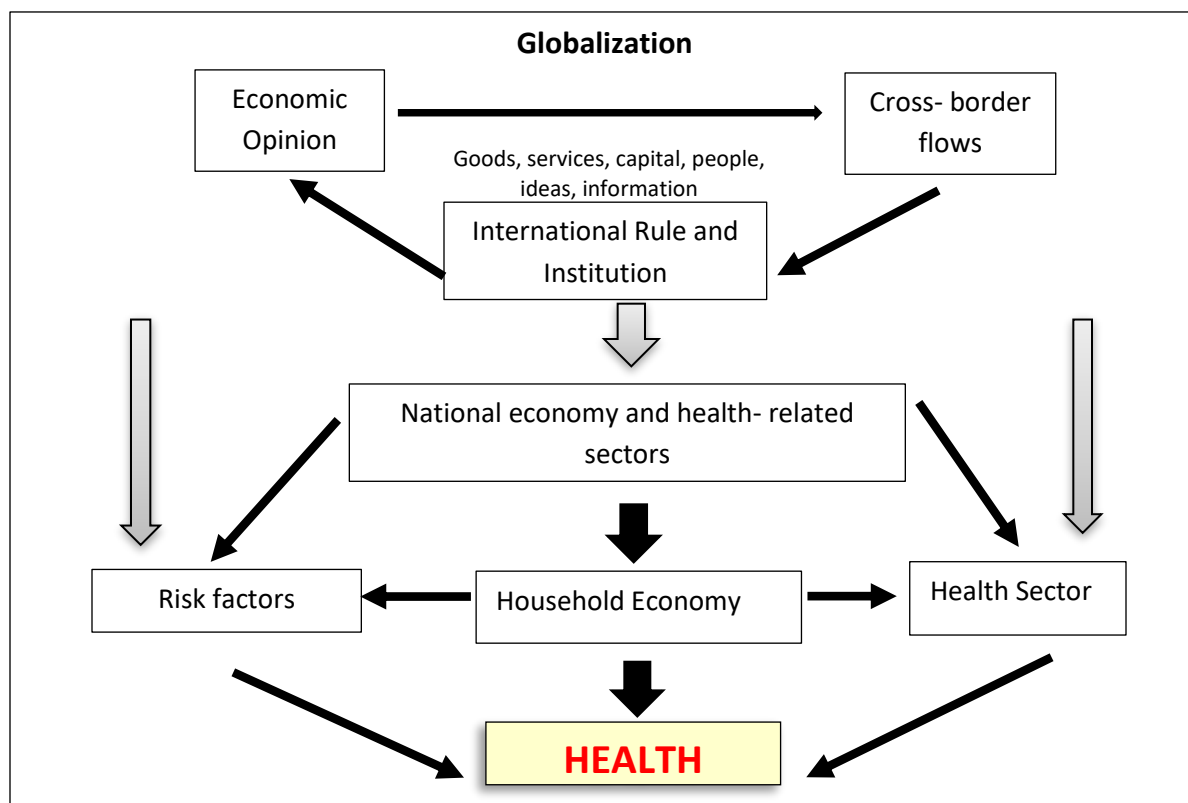 Globalization
Economic
Opinion
Cross- border
flows
Goods, services, capital, people,
ideas, information
International Rule and
Institution
National economy and health- related
sectors
Risk factors
Household Economy
Health Sector
HEALTH